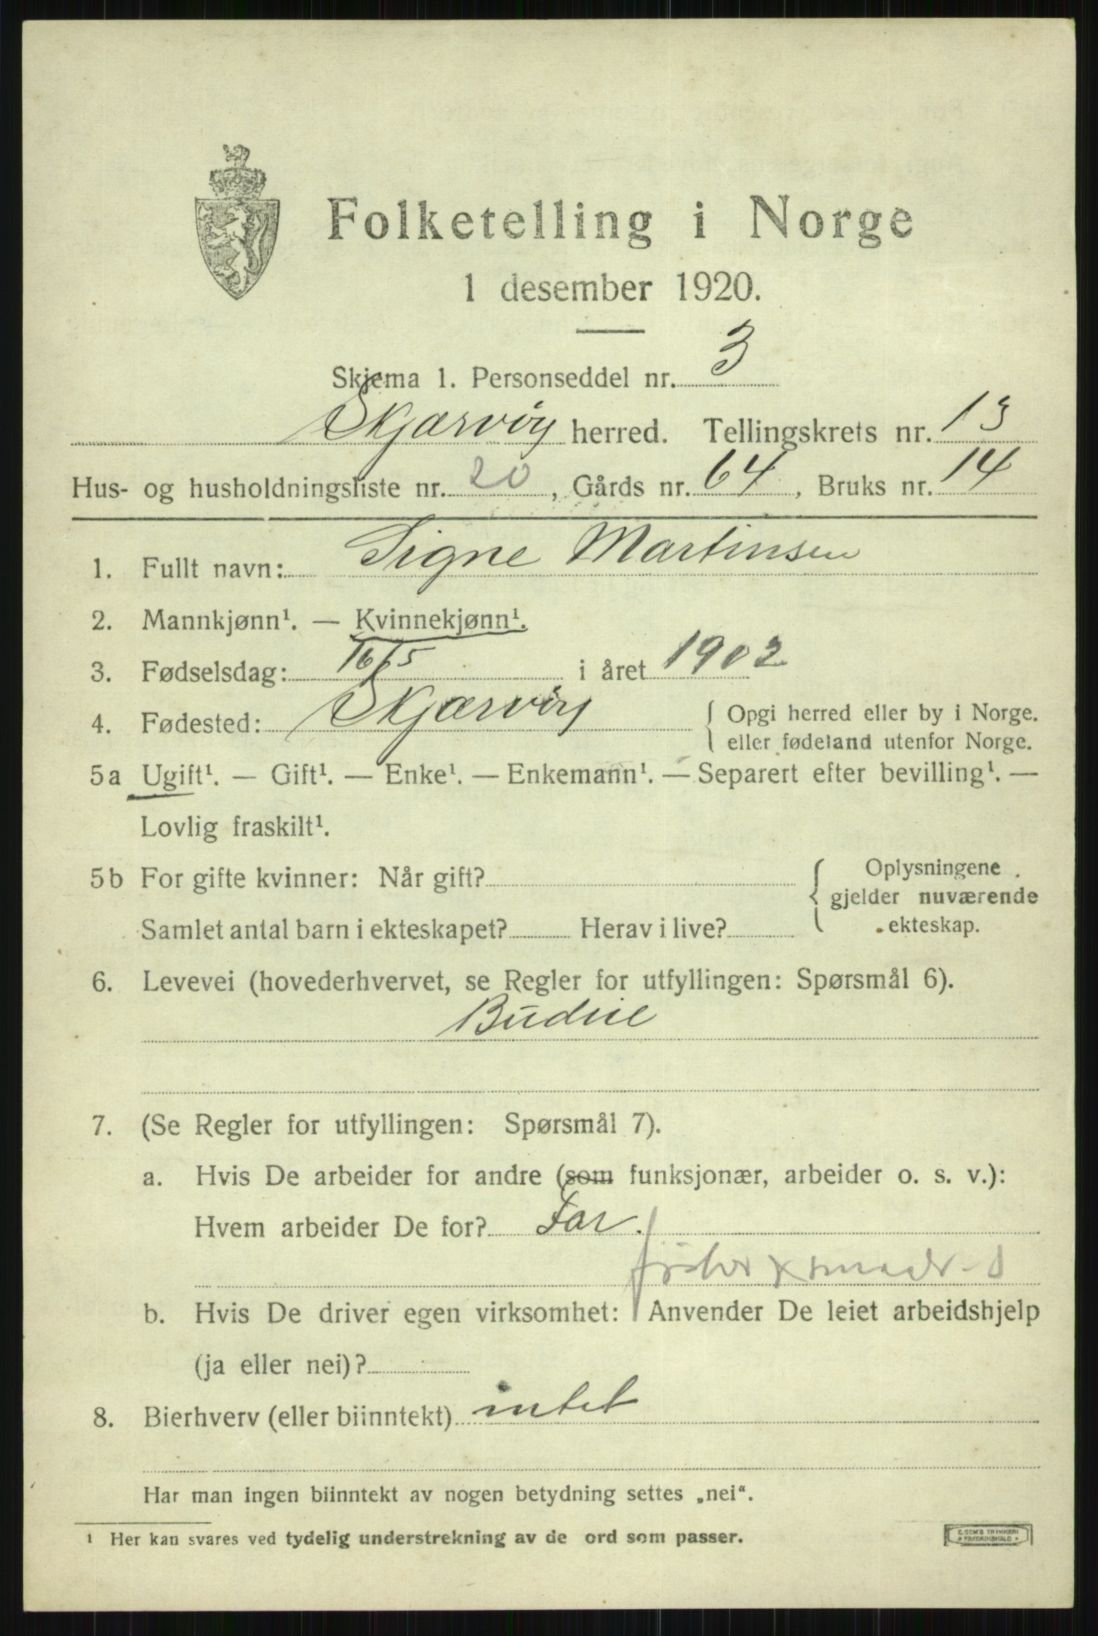 Folketelling i Norge
1 desember 1920.
Skjema 1. Personseddel nr. 3
Skjærvøy herred. Tellingskrets nr. 13
Hus- og husholdningsliste nr. 20, Gårds nr. 64, Bruks nr. 14
1. Fullt navn: Signe Martinsen
2. Mannkjønn¹. — Kvinnekjønn¹.
3. Fødselsdag: 16/5 i året 1902
4. Fødested: Skjærvöy { Opgi herred eller by i Norge.
eller fødeland utenfor Norge.
5a Ugift¹. — Gift¹. — Enke¹. — Enkemann¹. — Separert efter bevilling¹. —
Lovlig fraskilt¹.
5b For gifte kvinner: Når gift? { Oplysningene
gjelder nuværende
Samlet antal barn i ekteskapet? Herav i live? ekteskap.
6. Levevei (hovederhvervet, se Regler for utfyllingen: Spørsmål 6).
Budeie
7. (Se Regler for utfyllingen: Spørsmål 7).
a. Hvis De arbeider for andre (som funksjonær, arbeider o. s. v.):
Hvem arbeider De for? Far.
fisker x
b. Hvis De driver egen virksomhet: Anvender De leiet arbeidshjelp
(ja eller nei)?
8. Bierhverv (eller biinntekt) intet
Har man ingen biinntekt av nogen betydning settes „nei“.
¹ Her kan svares ved tydelig understrekning av de ord som passer.